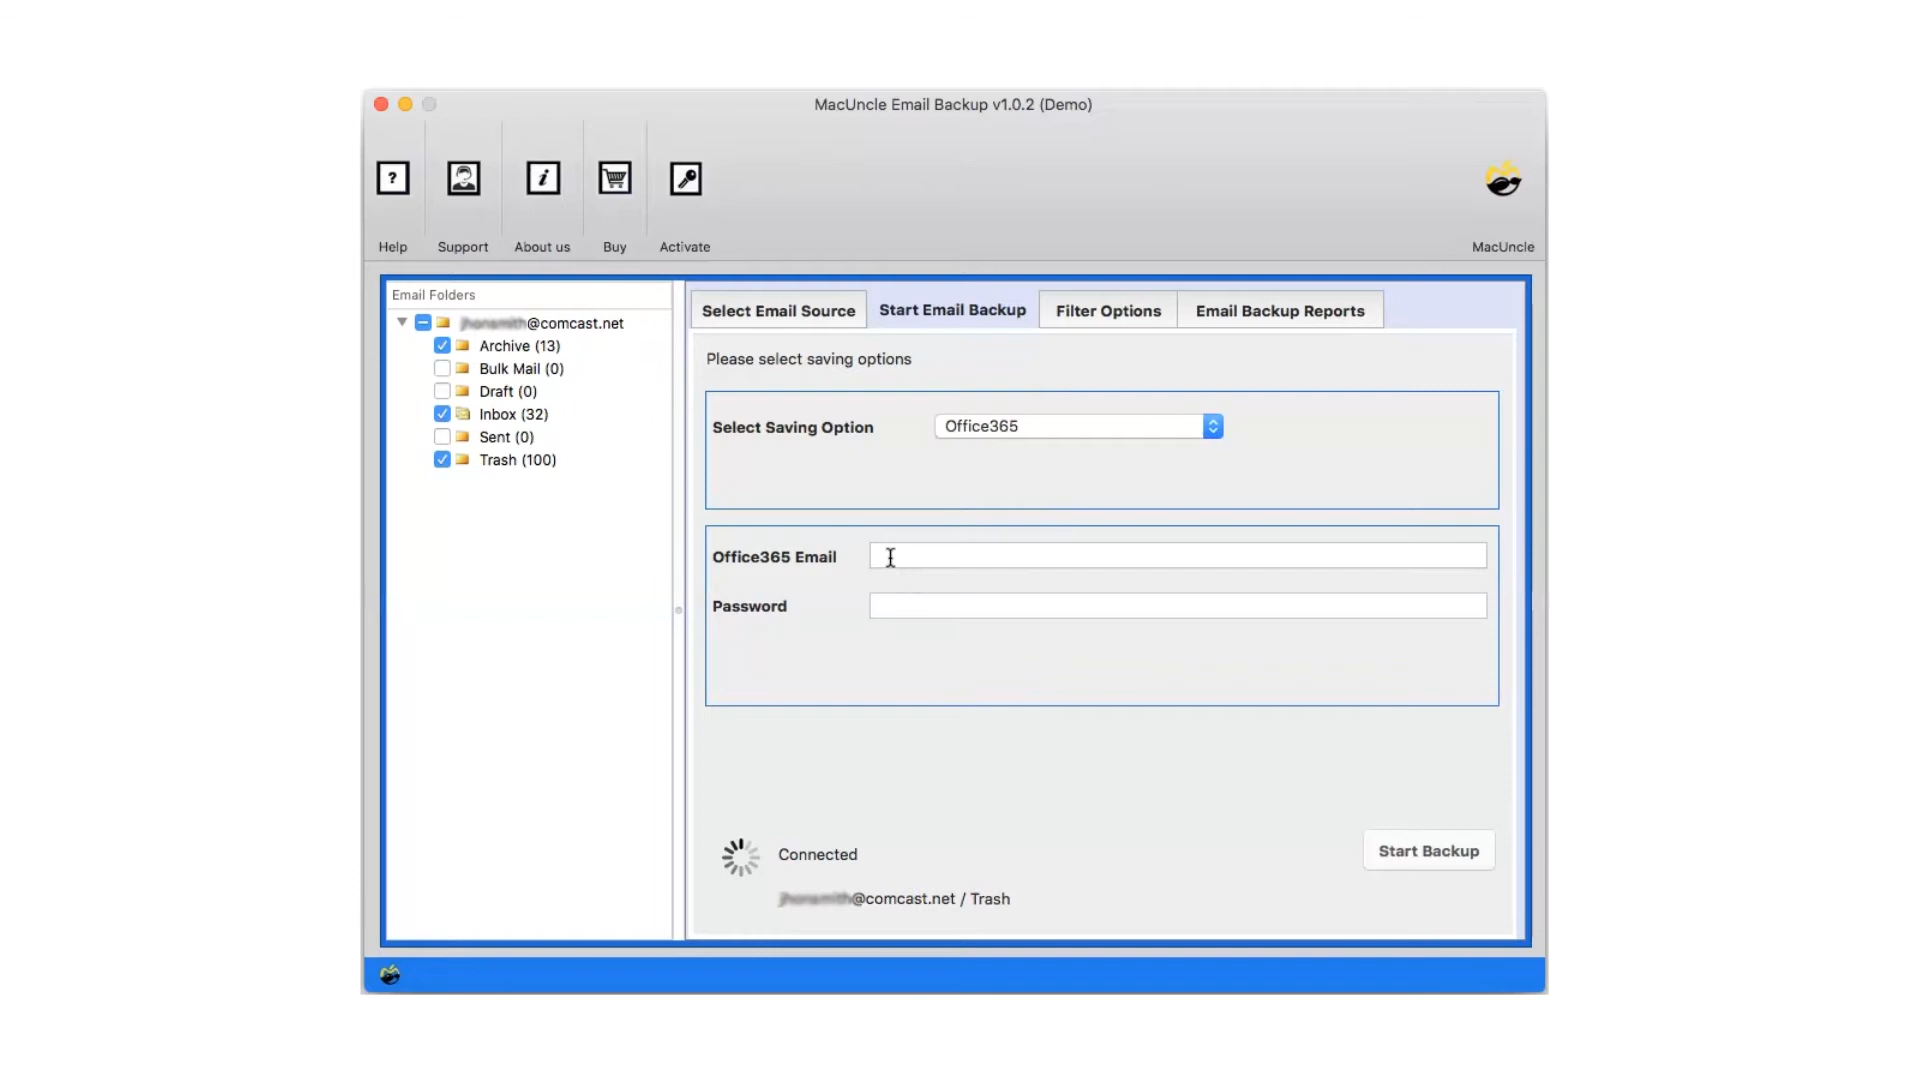 MacUncle Email Backup v1.0.2 (Demo)
?
i
Help
Support
About us
Buy
Activate
MacUncle
Email Folders
@comcast.net
Archive (13)
Bulk Mail (0)
Draft (0)
Inbox (32)
Sent (0)
Trash (100)
Select Email Source
Start Email Backup
Filter Options
Email Backup Reports
Please select saving options
Select Saving Option
Office365
Office365 Email
Password
Connected
Start Backup
@comcast.net / Trash